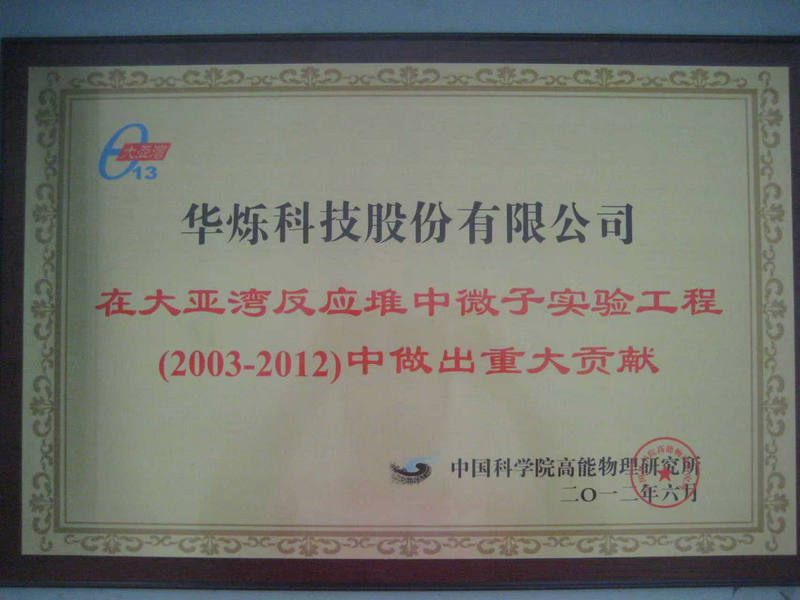 θ13
大亚湾
华烁科技股份有限公司
在大亚湾反应堆中微子实验工程
(2003-2012)中做出重大贡献
中国科学院高能物理研究所
二〇一二年六月